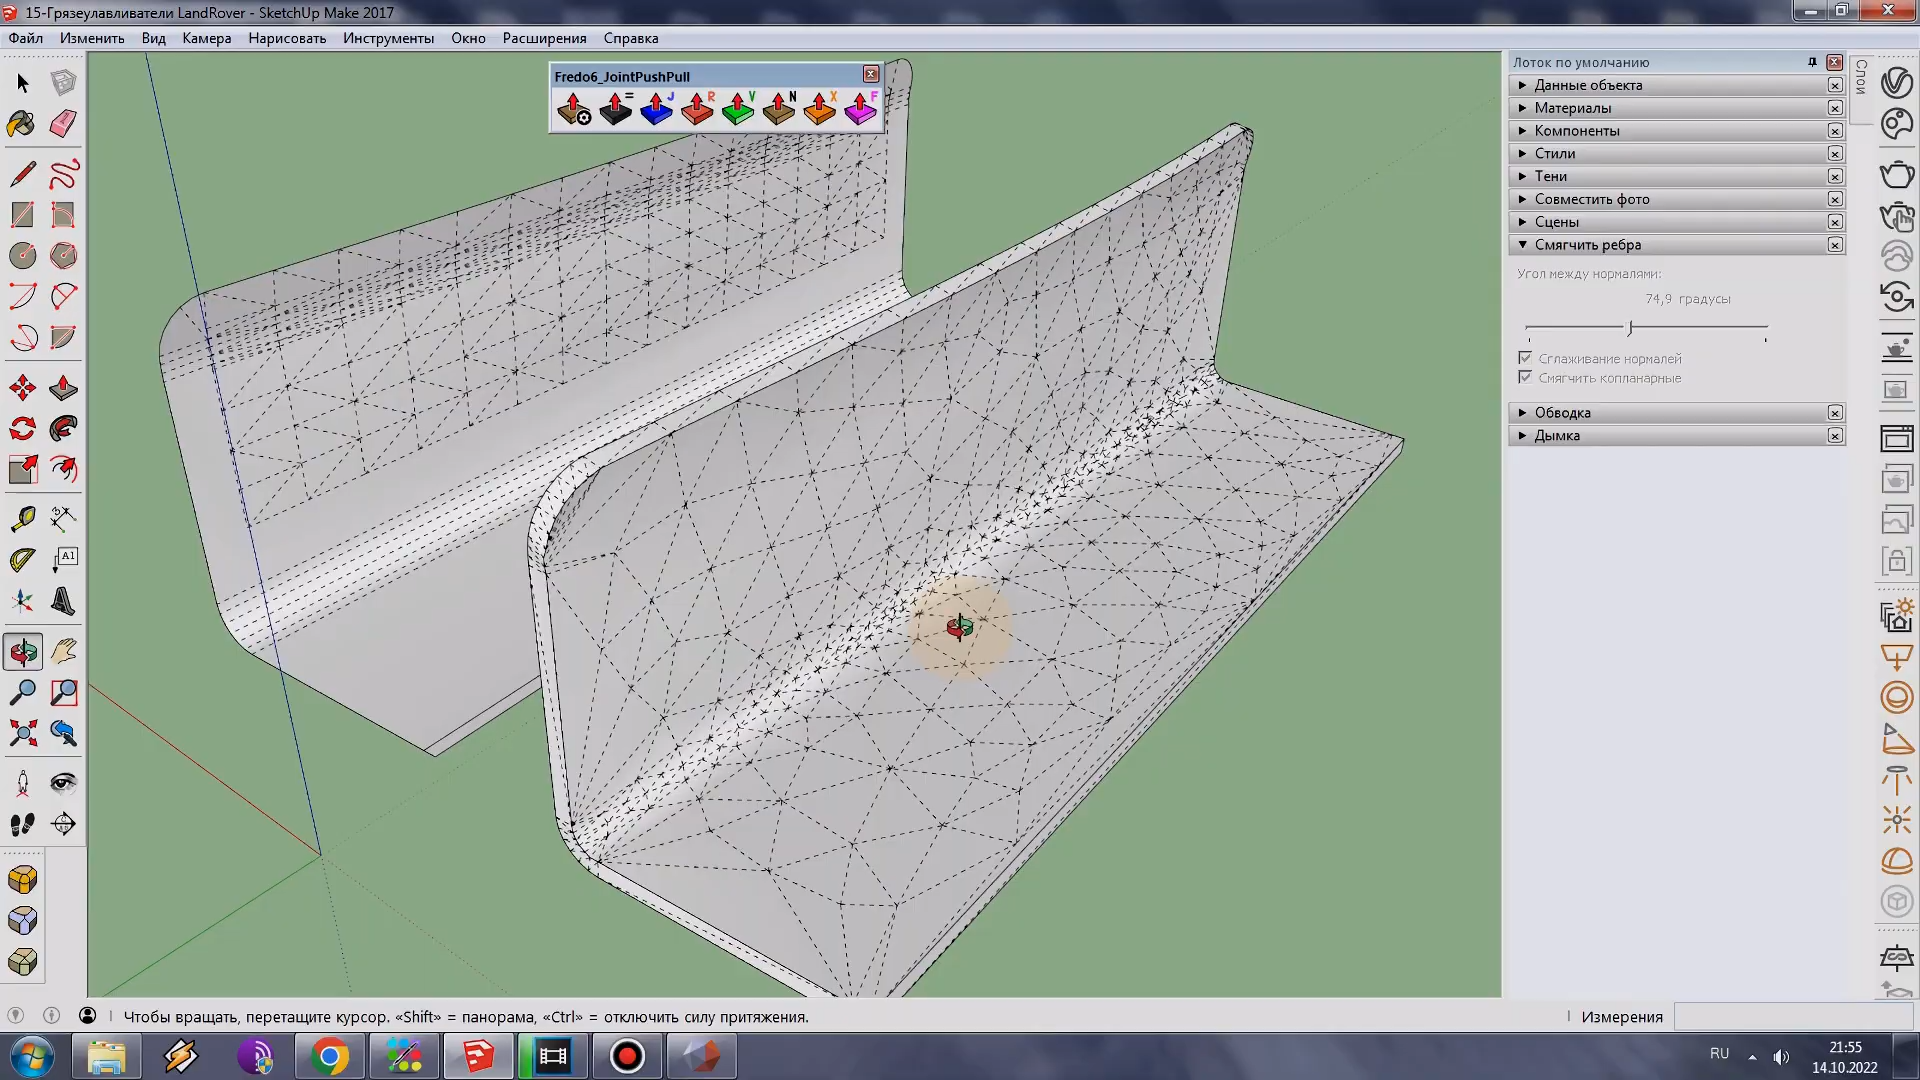 15-Грязеулавливатели LandRover - SketchUp Make 2017
Файл Изменить Вид Камера Нарисовать Инструменты Окно Расширения Справка
Fredo6_JointPushPull
= J R V N X F
Лоток по умолчанию
Слои
Данные объекта
Материалы
Компоненты
Стили
Тени
Совместить фото
Сцены
Смягчить ребра
Угол между нормалями:
74,9 градусы
Сглаживание нормалей
Смягчить копланарные
Обводка
Дымка
A1
Чтобы вращать, перетащите курсор. «Shift» = панорама, «Ctrl» = отключить силу притяжения.
Измерения
RU
21:55
14.10.2022